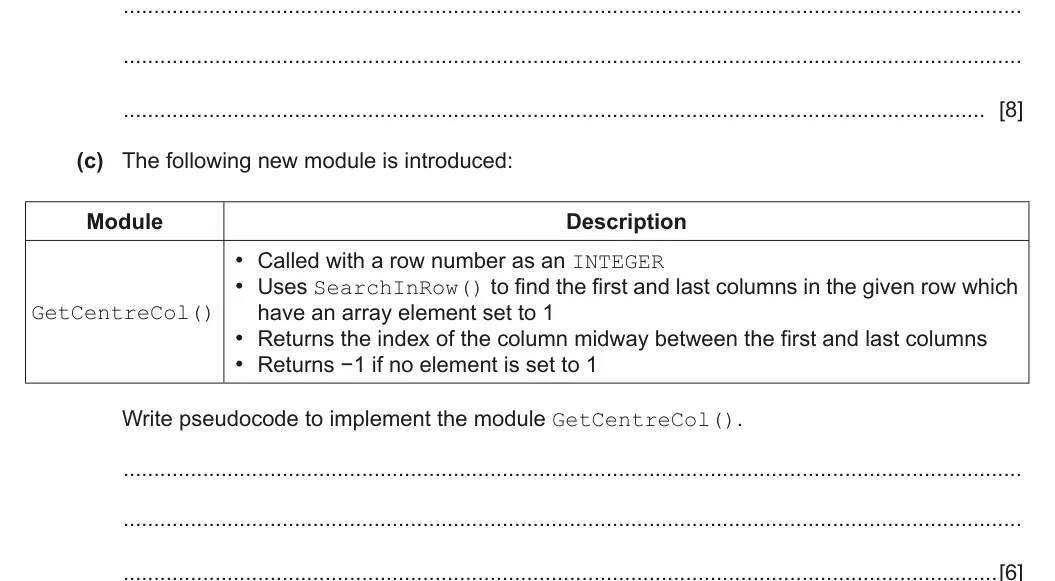 [8]
(c) The following new module is introduced:
Module Description
• Called with a row number as an INTEGER
• Uses SearchInRow() to find the first and last columns in the given row which
have an array element set to 1
GetCentreCol()
• Returns the index of the column midway between the first and last columns
• Returns −1 if no element is set to 1
Write pseudocode to implement the module GetCentreCol().
[6]